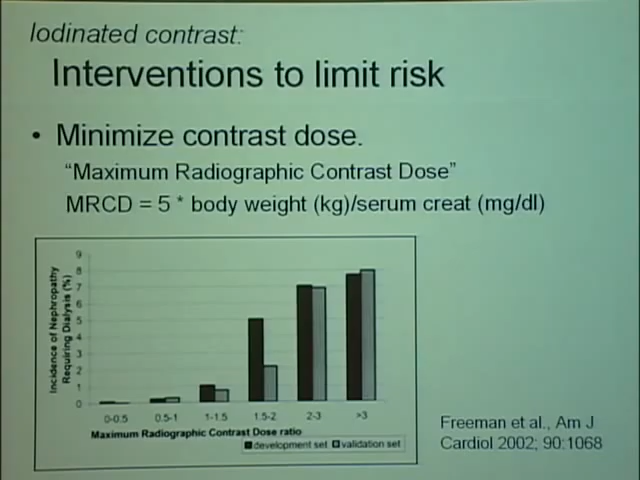 Iodinated contrast:
Interventions to limit risk
• Minimize contrast dose.
"Maximum Radiographic Contrast Dose"
MRCD = 5 * body weight (kg)/serum creat (mg/dl)
Incidence of Nephropathy
Requiring Dialysis (%)
9
8
7
6
5
4
3
2
1
0
0-0.5 0.5-1 1-1.5 1.5-2 2-3 >3
Maximum Radiographic Contrast Dose ratio
development set validation set
Freeman et al., Am J
Cardiol 2002; 90:1068